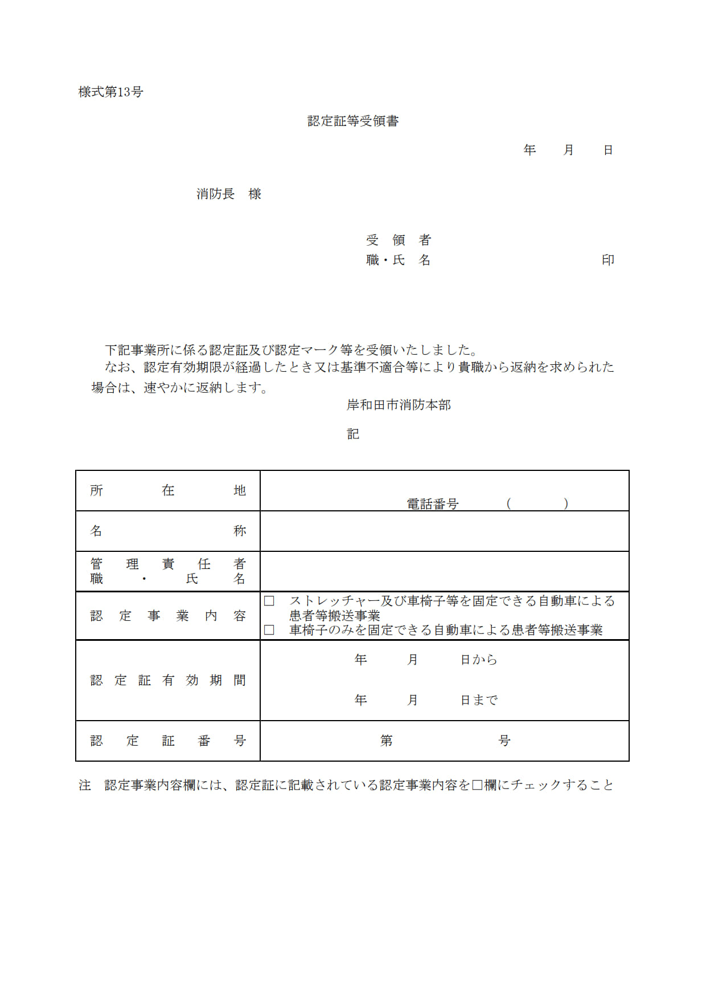 様式第13号
認定証等受領書
年　　月　　日
消防長　様
受　領　者
職・氏　名　　　　　　　　　　　　　印
下記事業所に係る認定証及び認定マーク等を受領いたしました。
なお、認定有効期限が経過したとき又は基準不適合等により貴職から返納を求められた
場合は、速やかに返納します。
岸和田市消防本部
記
所在地
電話番号　　　（　　　　）
名称
管理責任者
職・氏名
認定事業内容
□　ストレッチャー及び車椅子等を固定できる自動車による
患者等搬送事業
□　車椅子のみを固定できる自動車による患者等搬送事業
認定証有効期間
年　　　月　　　日から
年　　　月　　　日まで
認定証番号
第　　　　　　　　号
注　認定事業内容欄には、認定証に記載されている認定事業内容を□欄にチェックすること